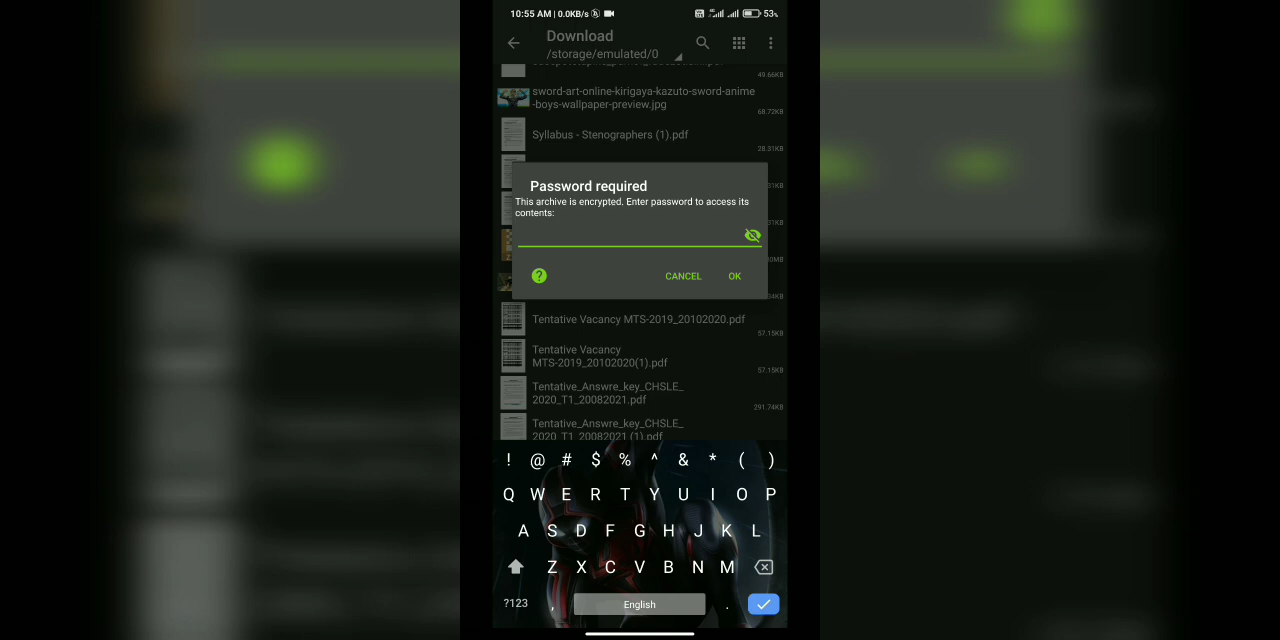 10:55 AM | 0.0KB/s
53%
Download
/storage/emulated/0
49.66KB
sword-art-online-kirigaya-kazuto-sword-anime
-boys-wallpaper-preview.jpg
68.72KB
Syllabus - Stenographers (1).pdf
28.31KB
Password required
This archive is encrypted. Enter password to access its
contents:
CANCEL OK
Tentative Vacancy MTS-2019_20102020.pdf
57.15KB
Tentative Vacancy
MTS-2019_20102020(1).pdf
57.15KB
Tentative_Answre_key_CHSLE_
2020_T1_20082021.pdf
291.74KB
Tentative_Answre_key_CHSLE_
2020_T1_20082021 (1).pdf
! @ # $ % ^ & * ( )
Q W E R T Y U I O P
A S D F G H J K L
Z X C V B N M
?123 , English .